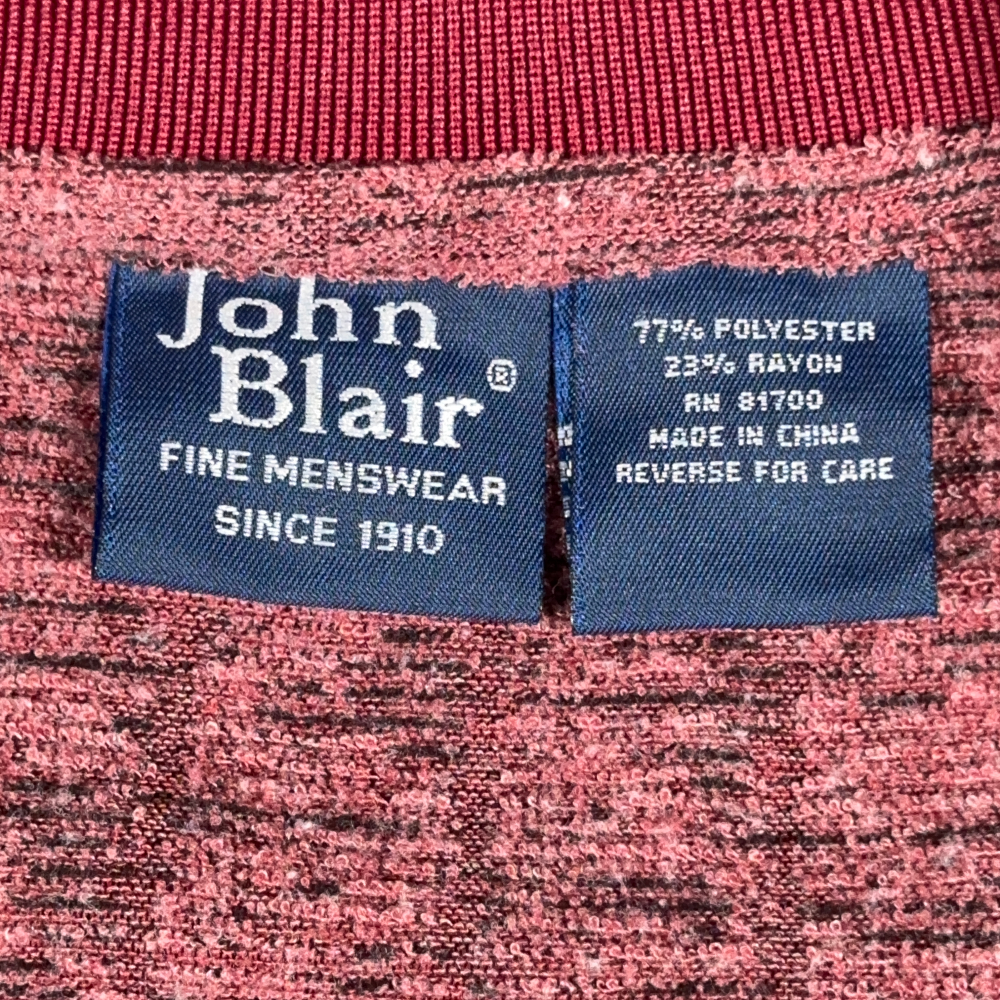 John
Blair®
FINE MENSWEAR
SINCE 1910
77% POLYESTER
23% RAYON
RN 81700
MADE IN CHINA
REVERSE FOR CARE